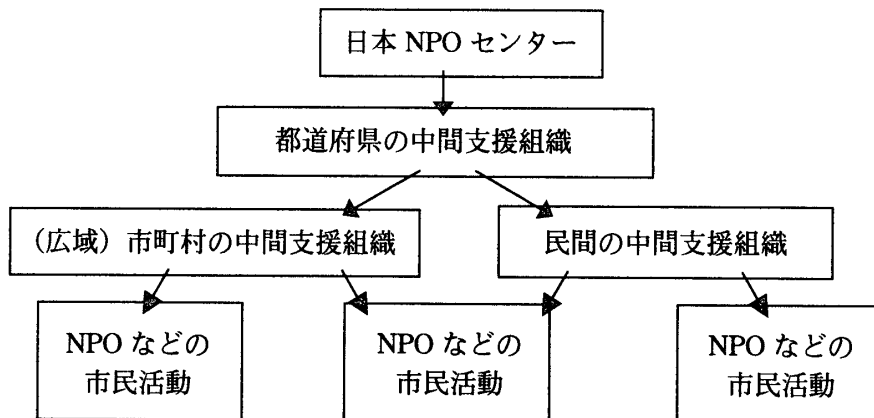 日本 NPO センター
都道府県の中間支援組織
（広域）市町村の中間支援組織
民間の中間支援組織
NPO などの
市民活動
NPO などの
市民活動
NPO などの
市民活動